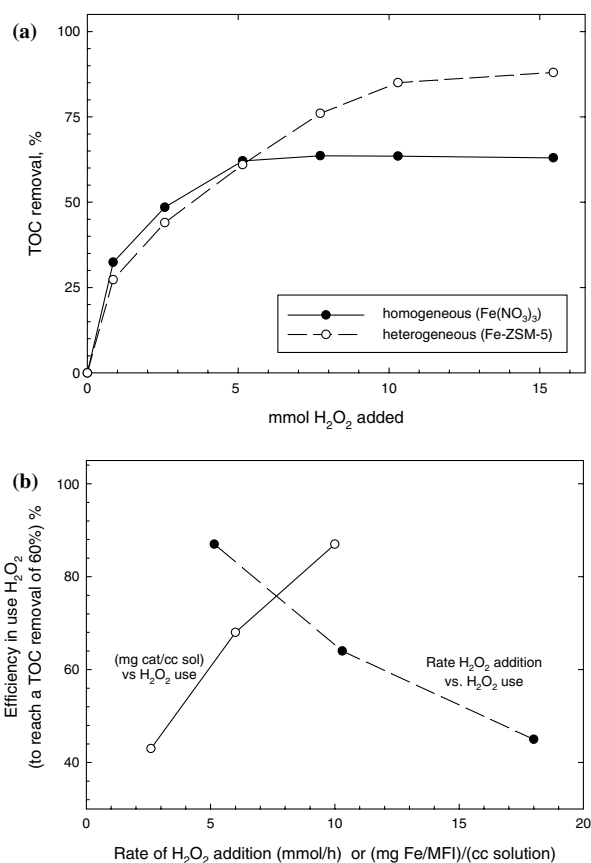 (a)
100
75
50
25
0
TOC removal, %
homogeneous (Fe(NO₃)₃)
heterogeneous (Fe-ZSM-5)
0 5 10 15
mmol H₂O₂ added
(b)
100
80
60
40
Efficiency in use H₂O₂
(to reach a TOC removal of 60%) %
(mg cat/cc sol)
vs H₂O₂ use
Rate H₂O₂ addition
vs. H₂O₂ use
0 5 10 15 20
Rate of H₂O₂ addition (mmol/h) or (mg Fe/MFI)/(cc solution)